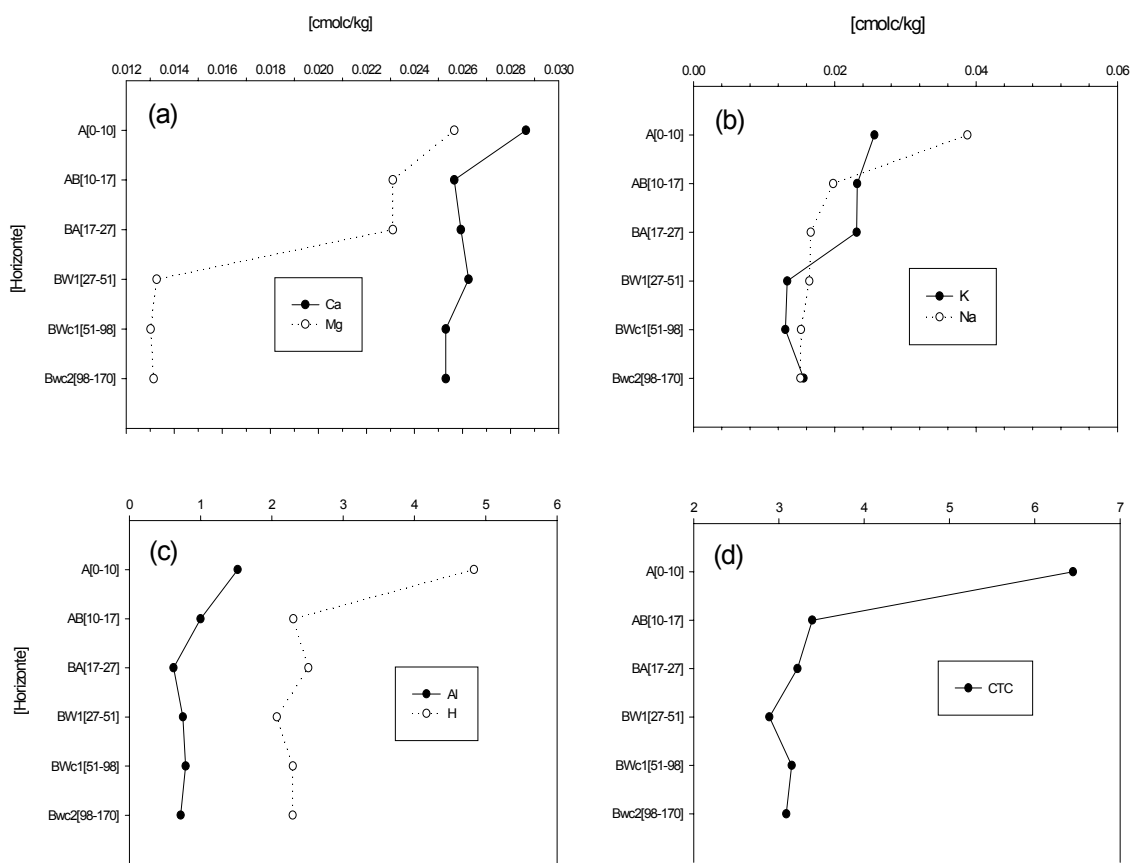 [cmolc/kg]
0.012 0.014 0.016 0.018 0.020 0.022 0.024 0.026 0.028 0.030
(a)
[Horizonte]
A[0-10]
AB[10-17]
BA[17-27]
BW1[27-51]
BWc1[51-98]
Bwc2[98-170]
Ca
Mg
[cmolc/kg]
0.00 0.02 0.04 0.06
(b)
A[0-10]
AB[10-17]
BA[17-27]
BW1[27-51]
BWc1[51-98]
Bwc2[98-170]
K
Na
0 1 2 3 4 5 6
(c)
[Horizonte]
A[0-10]
AB[10-17]
BA[17-27]
BW1[27-51]
BWc1[51-98]
Bwc2[98-170]
Al
H
2 3 4 5 6 7
(d)
A[0-10]
AB[10-17]
BA[17-27]
BW1[27-51]
BWc1[51-98]
Bwc2[98-170]
CTC